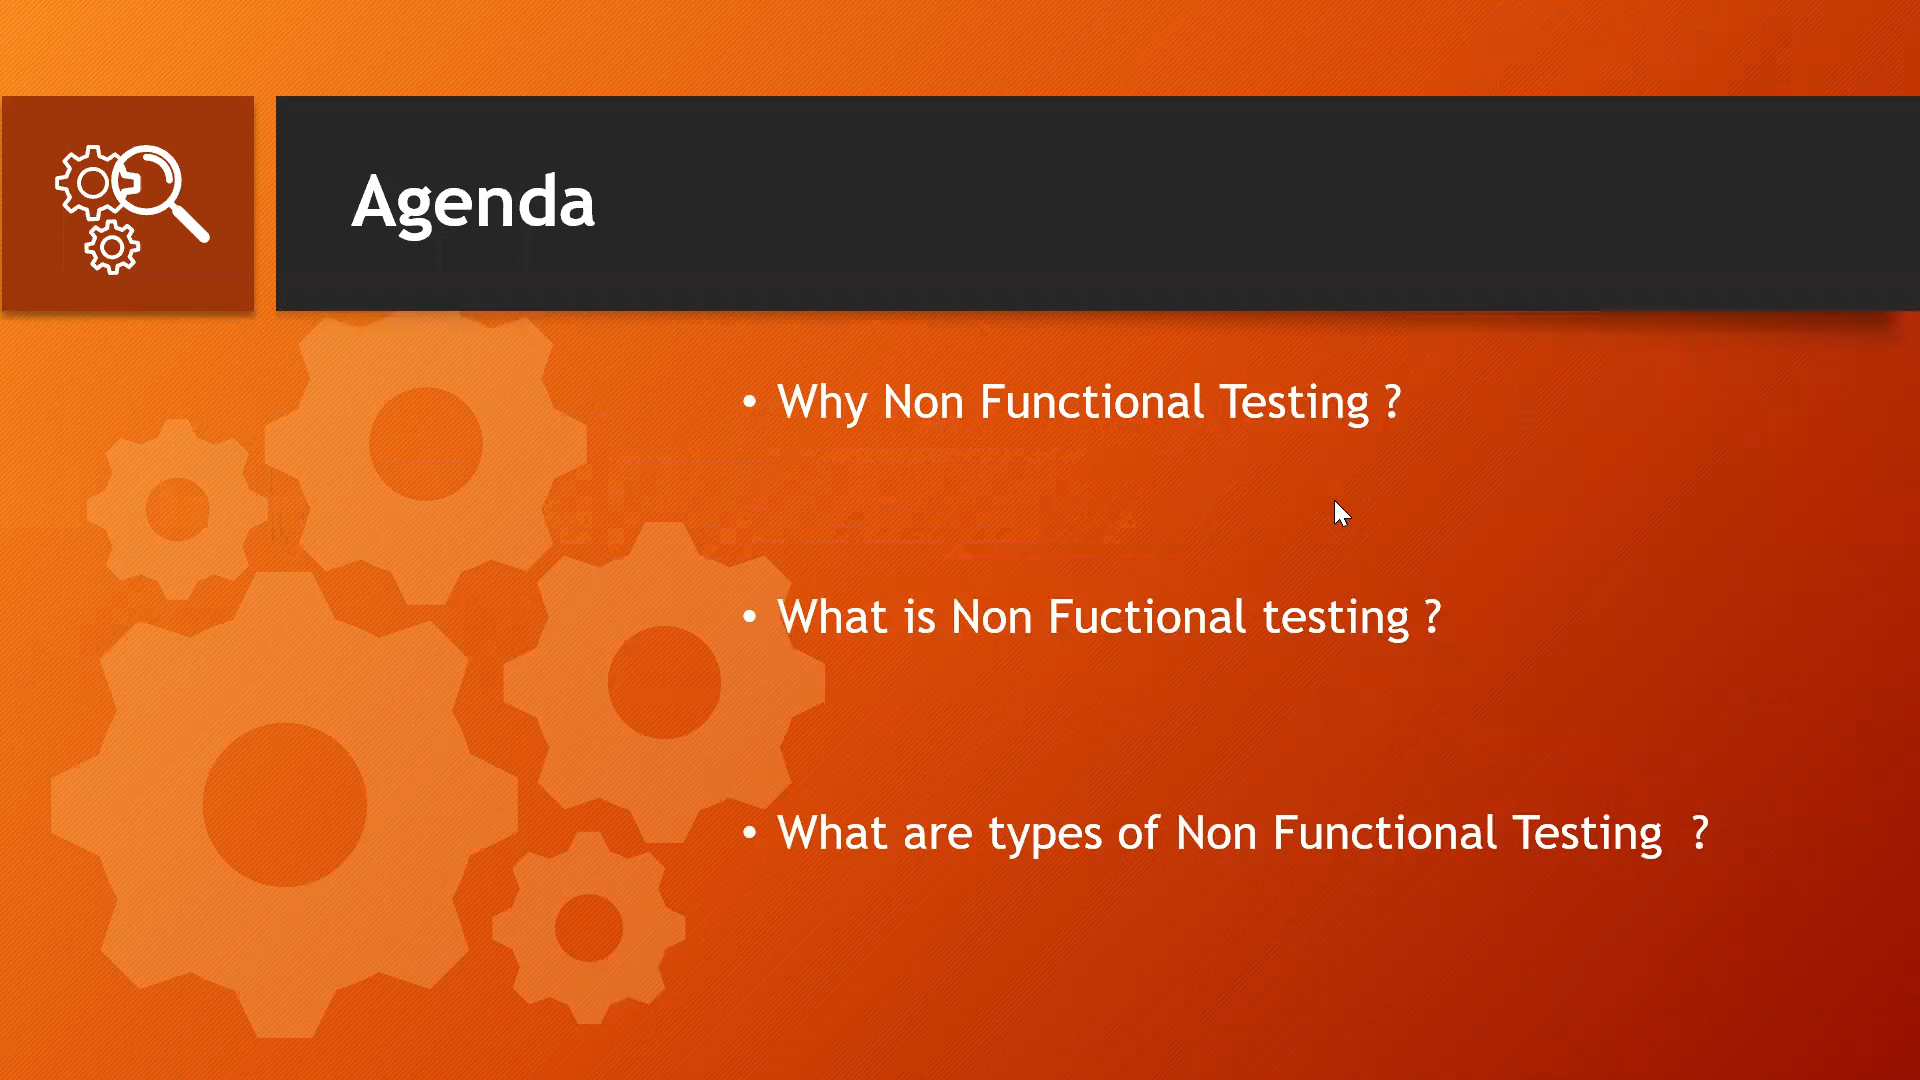 Agenda
• Why Non Functional Testing ?
• What is Non Fuctional testing ?
• What are types of Non Functional Testing  ?